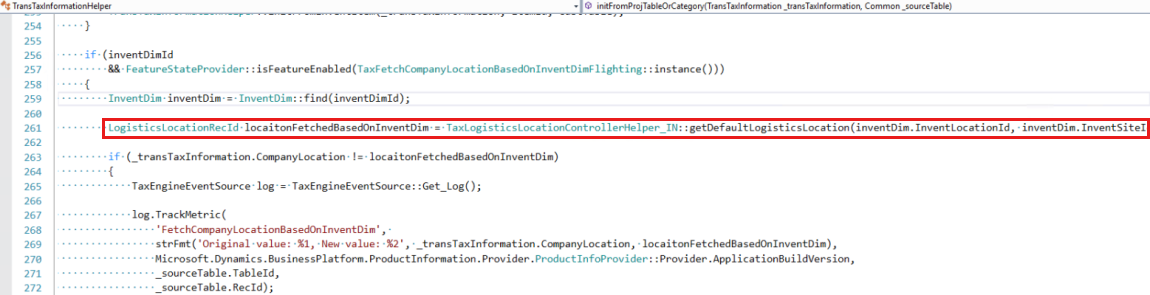 TransTaxInformationHelper
initFromProjTableOrCategory(TransTaxInformation _transTaxInformation, Common _sourceTable)
254 }
255
256 if (inventDimId
257 && FeatureStateProvider::isFeatureEnabled(TaxFetchCompanyLocationBasedOnInventDimFlighting::instance()))
258 {
259 InventDim inventDim = InventDim::find(inventDimId);
260
261 LogisticsLocationRecId locaitonFetchedBasedOnInventDim = TaxLogisticsLocationControllerHelper_IN::getDefaultLogisticsLocation(inventDim.InventLocationId, inventDim.InventSiteI
262
263 if (_transTaxInformation.CompanyLocation != locaitonFetchedBasedOnInventDim)
264 {
265 TaxEngineEventSource log = TaxEngineEventSource::Get_Log();
266
267 log.TrackMetric(
268 'FetchCompanyLocationBasedOnInventDim',
269 strFmt('Original value: %1, New value: %2', _transTaxInformation.CompanyLocation, locaitonFetchedBasedOnInventDim),
270 Microsoft.Dynamics.BusinessPlatform.ProductInformation.Provider.ProductInfoProvider::Provider.ApplicationBuildVersion,
271 _sourceTable.TableId,
272 _sourceTable.RecId);